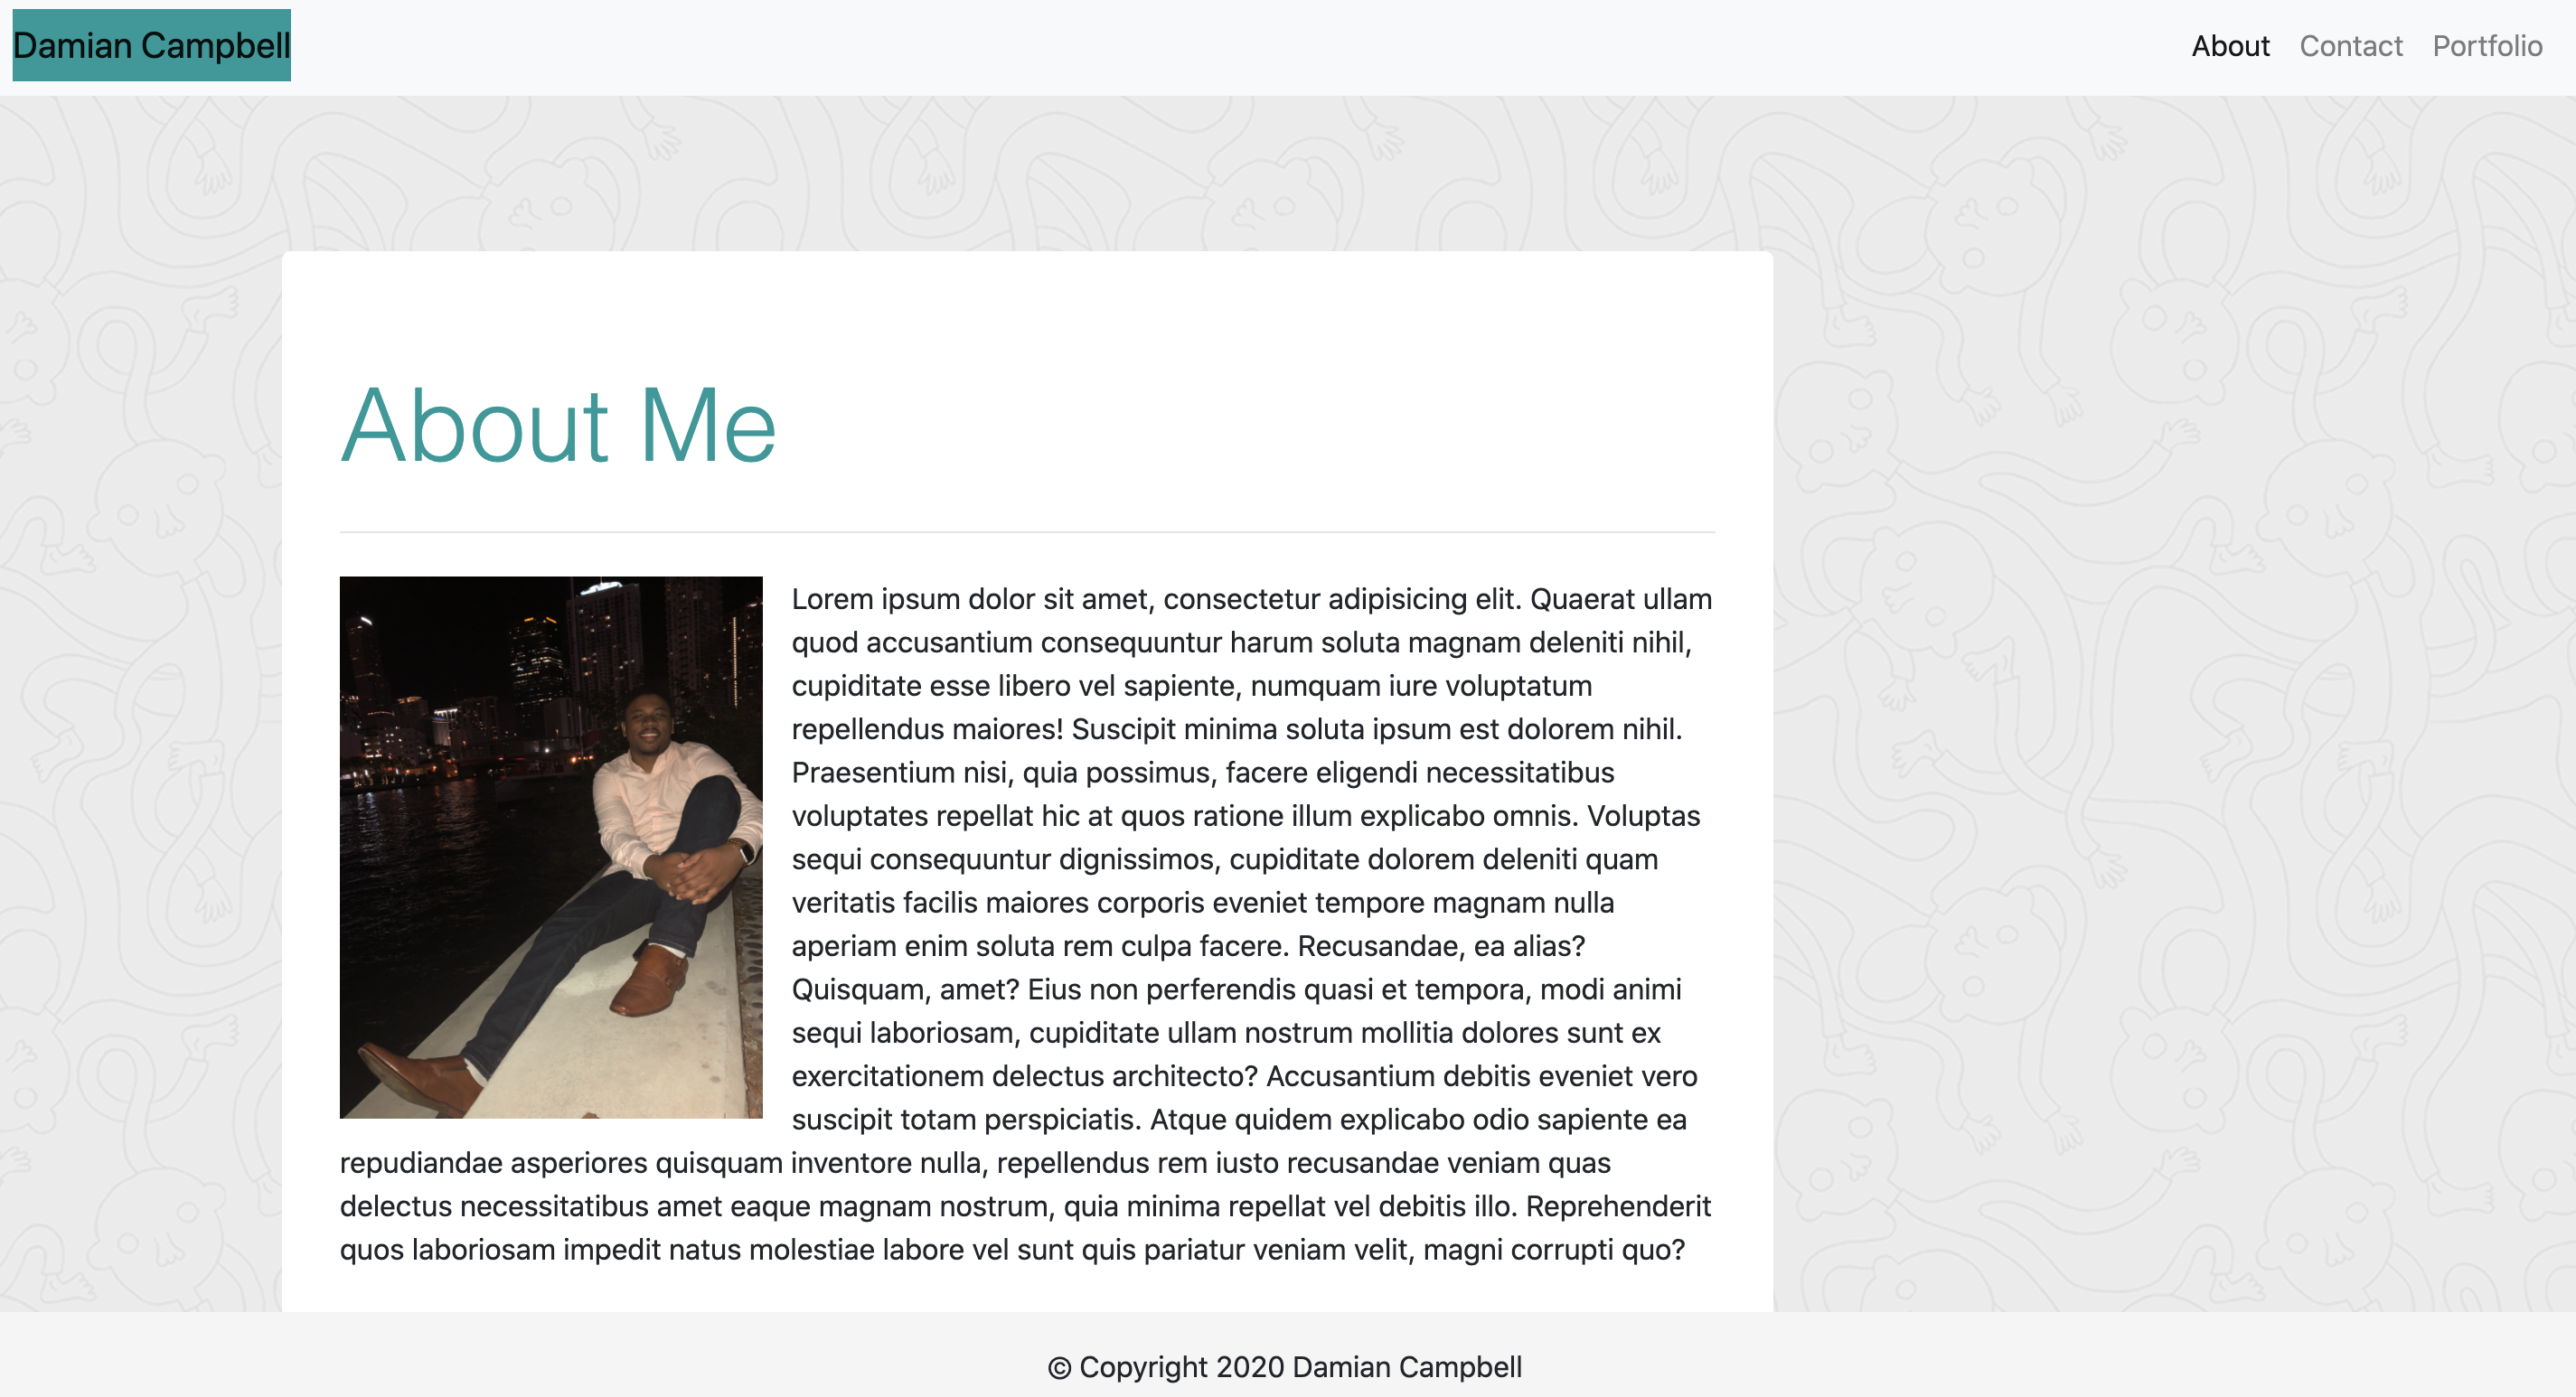 Damian Campbell
About Contact Portfolio
About Me
Lorem ipsum dolor sit amet, consectetur adipisicing elit. Quaerat ullam
quod accusantium consequuntur harum soluta magnam deleniti nihil,
cupiditate esse libero vel sapiente, numquam iure voluptatum
repellendus maiores! Suscipit minima soluta ipsum est dolorem nihil.
Praesentium nisi, quia possimus, facere eligendi necessitatibus
voluptates repellat hic at quos ratione illum explicabo omnis. Voluptas
sequi consequuntur dignissimos, cupiditate dolorem deleniti quam
veritatis facilis maiores corporis eveniet tempore magnam nulla
aperiam enim soluta rem culpa facere. Recusandae, ea alias?
Quisquam, amet? Eius non perferendis quasi et tempora, modi animi
sequi laboriosam, cupiditate ullam nostrum mollitia dolores sunt ex
exercitationem delectus architecto? Accusantium debitis eveniet vero
suscipit totam perspiciatis. Atque quidem explicabo odio sapiente ea
repudiandae asperiores quisquam inventore nulla, repellendus rem iusto recusandae veniam quas
delectus necessitatibus amet eaque magnam nostrum, quia minima repellat vel debitis illo. Reprehenderit
quos laboriosam impedit natus molestiae labore vel sunt quis pariatur veniam velit, magni corrupti quo?
© Copyright 2020 Damian Campbell